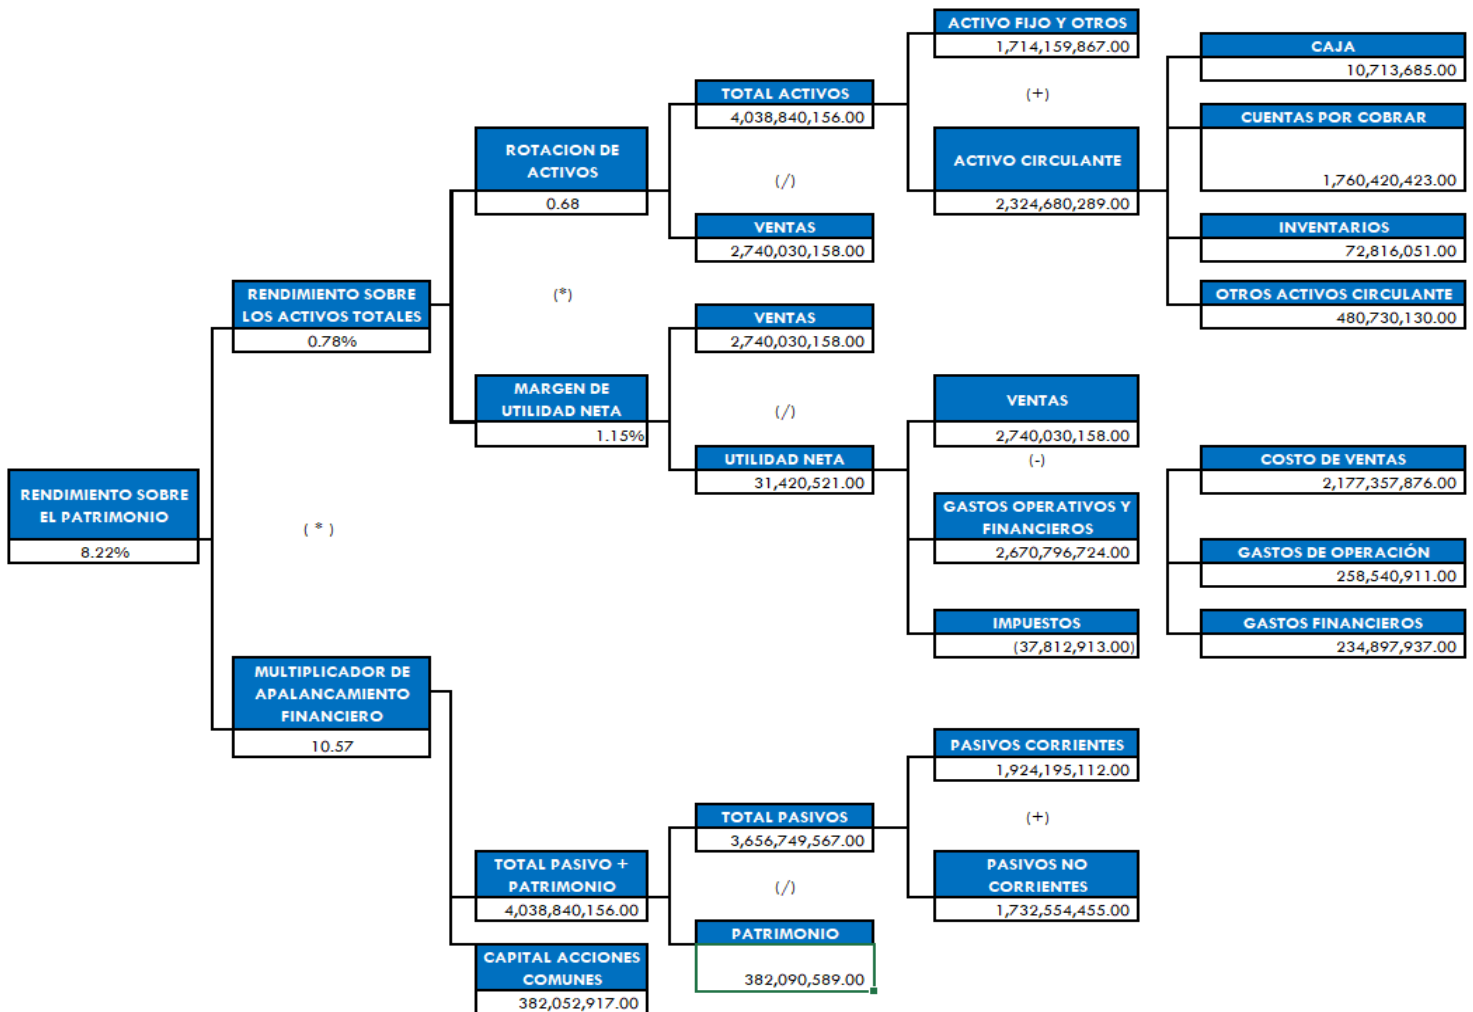 ACTIVO FIJO Y OTROS
1,714,159,867.00
(+)
CAJA
10,713,685.00
TOTAL ACTIVOS
4,038,840,156.00
CUENTAS POR COBRAR
1,760,420,423.00
ROTACION DE
ACTIVOS
0.68
(/)
ACTIVO CIRCULANTE
2,324,680,289.00
VENTAS
2,740,030,158.00
INVENTARIOS
72,816,051.00
RENDIMIENTO SOBRE
LOS ACTIVOS TOTALES
0.78%
(*)
OTROS ACTIVOS CIRCULANTE
480,730,130.00
VENTAS
2,740,030,158.00
MARGEN DE
UTILIDAD NETA
1.15%
(/)
VENTAS
2,740,030,158.00
(-)
UTILIDAD NETA
31,420,521.00
COSTO DE VENTAS
2,177,357,876.00
RENDIMIENTO SOBRE
EL PATRIMONIO
8.22%
( * )
GASTOS OPERATIVOS Y
FINANCIEROS
2,670,796,724.00
GASTOS DE OPERACIÓN
258,540,911.00
IMPUESTOS
(37,812,913.00)
GASTOS FINANCIEROS
234,897,937.00
MULTIPLICADOR DE
APALANCAMIENTO
FINANCIERO
10.57
PASIVOS CORRIENTES
1,924,195,112.00
(+)
TOTAL PASIVOS
3,656,749,567.00
TOTAL PASIVO +
PATRIMONIO
4,038,840,156.00
(/)
PASIVOS NO
CORRIENTES
1,732,554,455.00
PATRIMONIO
382,090,589.00
CAPITAL ACCIONES
COMUNES
382,052,917.00